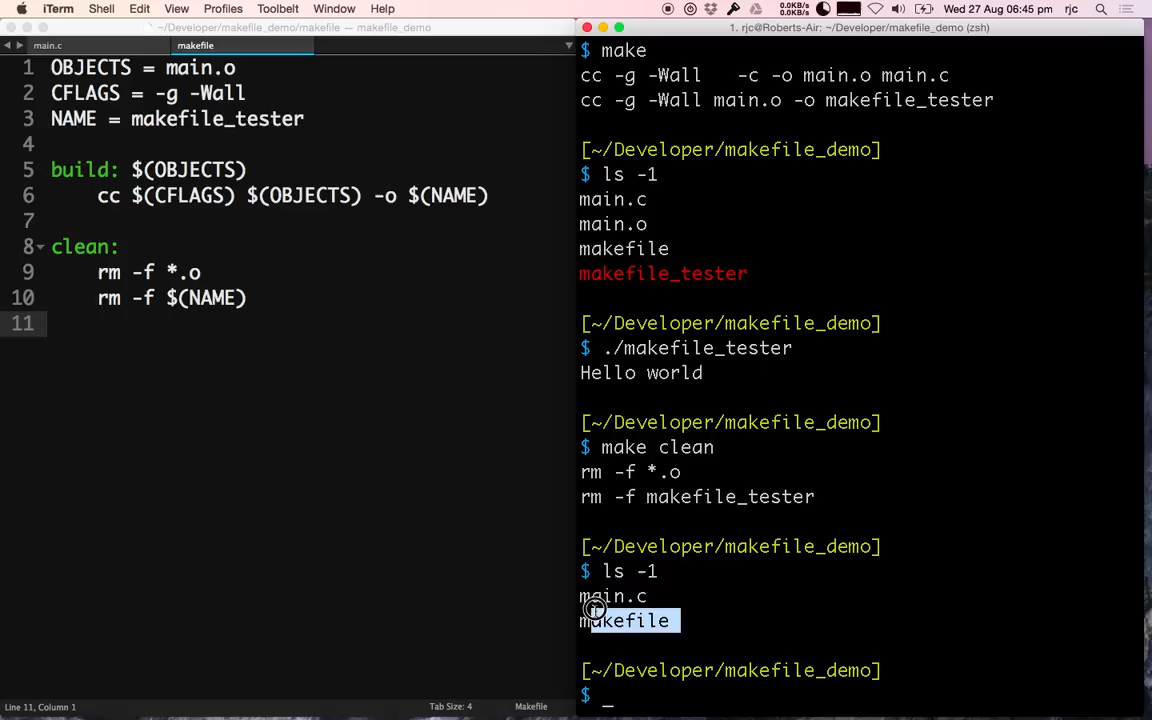 iTerm Shell Edit View Profiles Toolbelt Window Help 0.0KB/s 0.0KB/s Wed 27 Aug 06:45 pm rjc
~/Developer/makefile_demo/makefile — makefile_demo
main.c makefile
1 OBJECTS = main.o
2 CFLAGS = -g -Wall
3 NAME = makefile_tester
4
5 build: $(OBJECTS)
6 cc $(CFLAGS) $(OBJECTS) -o $(NAME)
7
8 clean:
9 rm -f *.o
10 rm -f $(NAME)
11
Line 11, Column 1 Tab Size: 4 Makefile
1. rjc@Roberts-Air: ~/Developer/makefile_demo (zsh)
$ make
cc -g -Wall -c -o main.o main.c
cc -g -Wall main.o -o makefile_tester
[~/Developer/makefile_demo]
$ ls -1
main.c
main.o
makefile
makefile_tester
[~/Developer/makefile_demo]
$ ./makefile_tester
Hello world
[~/Developer/makefile_demo]
$ make clean
rm -f *.o
rm -f makefile_tester
[~/Developer/makefile_demo]
$ ls -1
main.c
makefile
[~/Developer/makefile_demo]
$ _